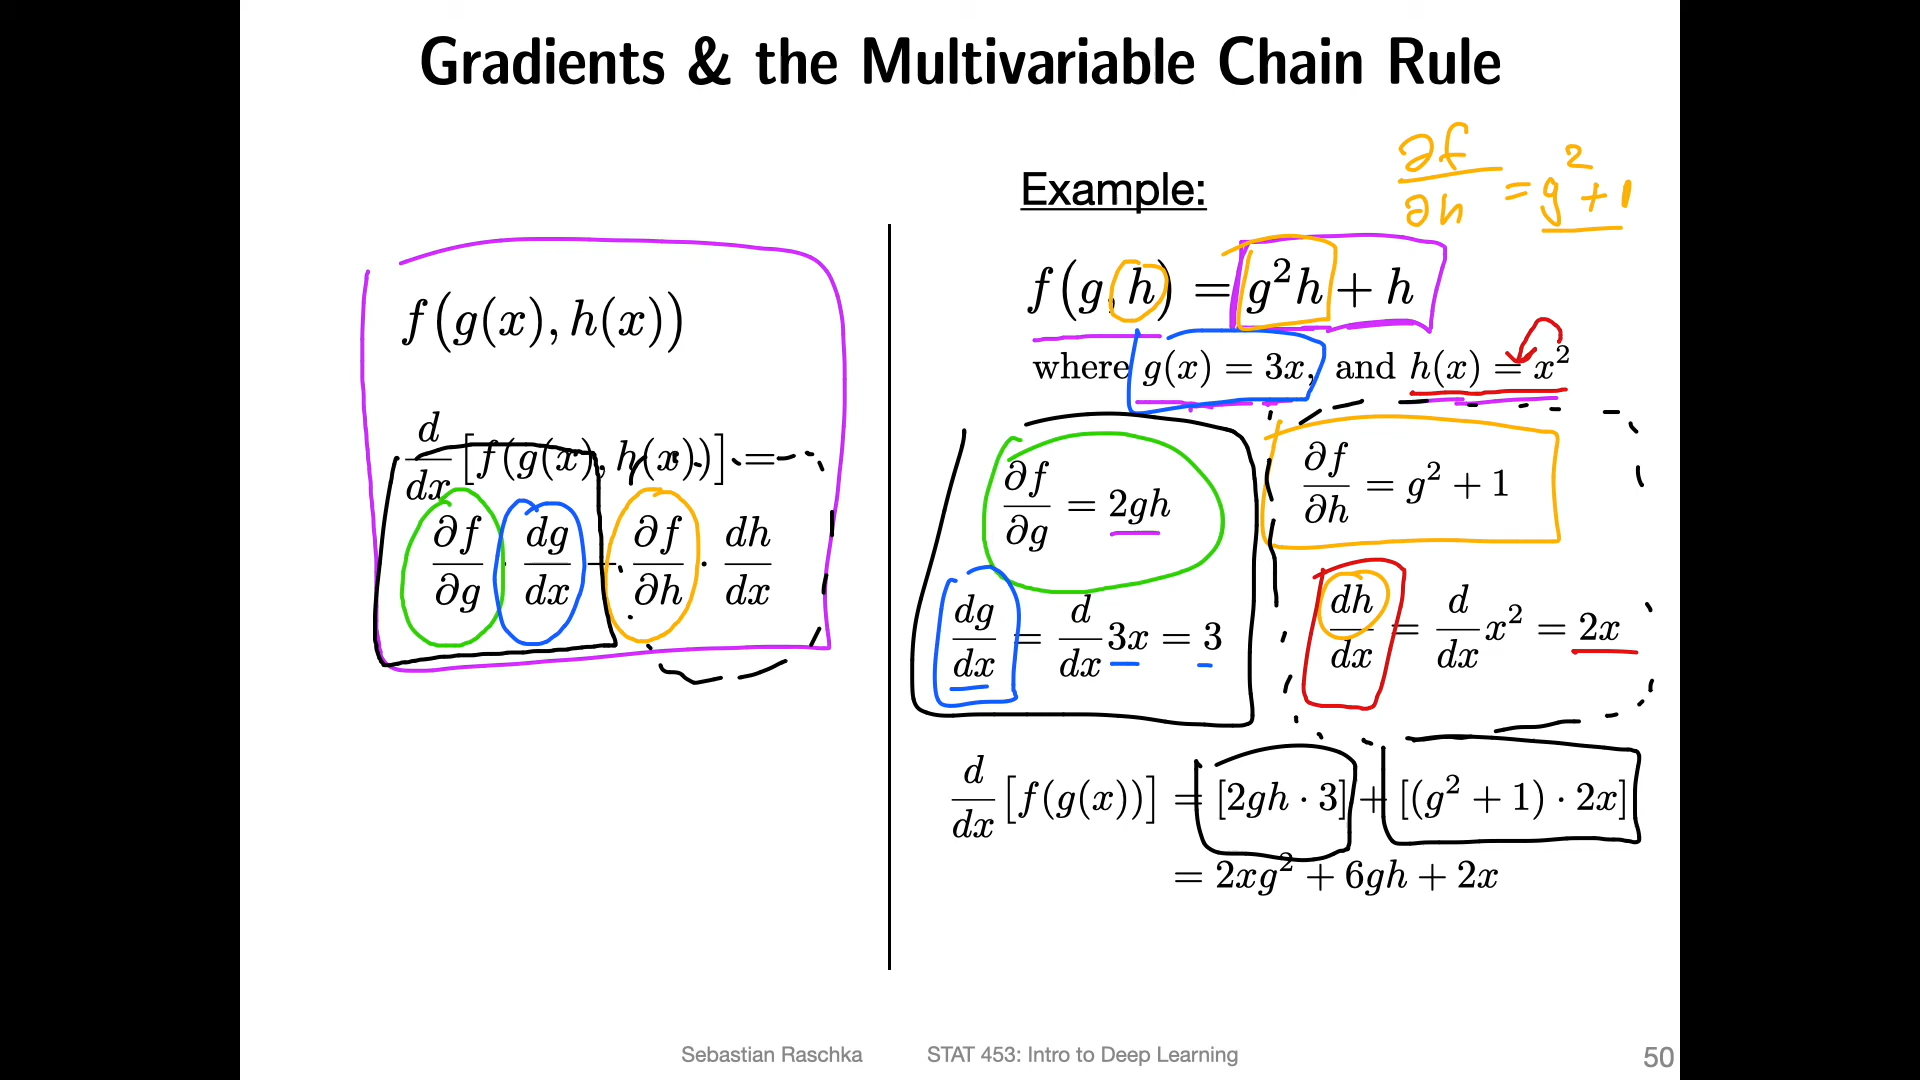 Gradients & the Multivariable Chain Rule
f(g(x), h(x))
d/dx [f(g(x), h(x))] =
∂f/∂g · dg/dx + ∂f/∂h · dh/dx
Example:
∂f/∂h = g² + 1
f(g, h) = g²h + h
where g(x) = 3x, and h(x) = x²
∂f/∂g = 2gh
∂f/∂h = g² + 1
dg/dx = d/dx 3x = 3
dh/dx = d/dx x² = 2x
d/dx [f(g(x))] = [2gh · 3] + [(g² + 1) · 2x]
= 2xg² + 6gh + 2x
Sebastian Raschka STAT 453: Intro to Deep Learning 50